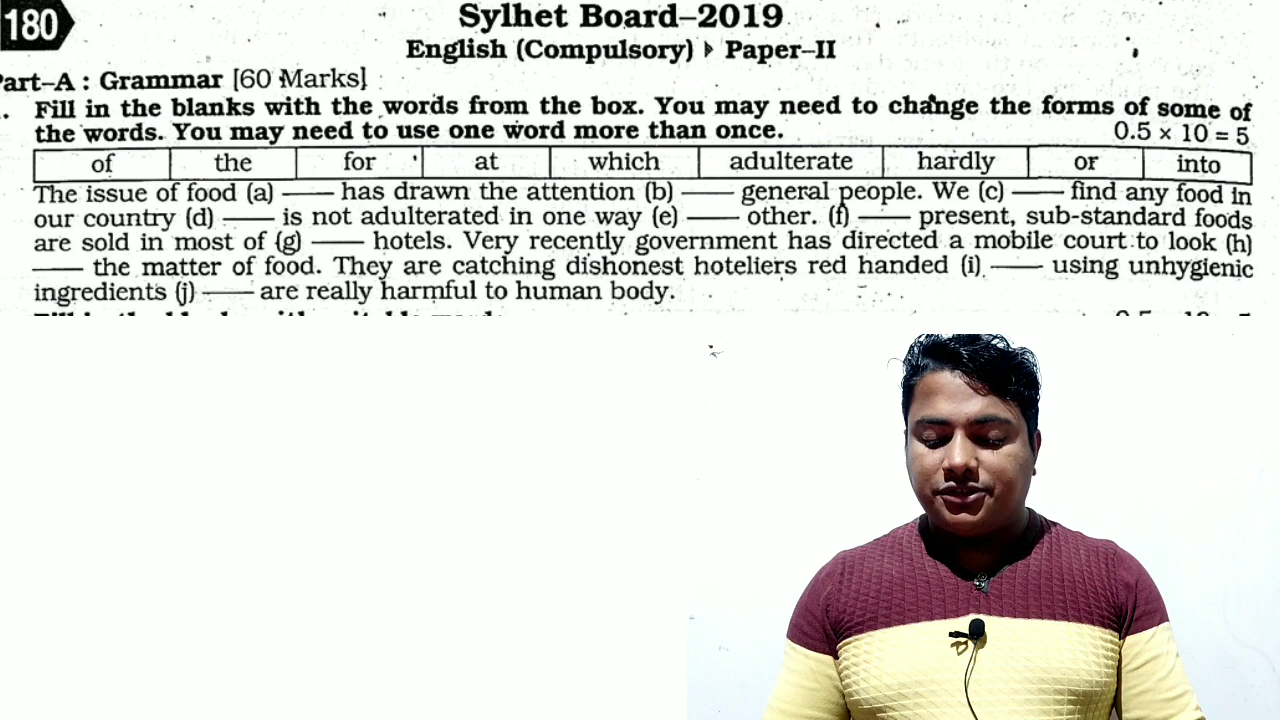 180
Sylhet Board–2019
English (Compulsory) ▸ Paper–II
Part–A : Grammar [60 Marks]
Fill in the blanks with the words from the box. You may need to change the forms of some of
the words. You may need to use one word more than once. 0.5 × 10 = 5
of the for at which adulterate hardly or into
The issue of food (a) —— has drawn the attention (b) —— general people. We (c) —— find any food in
our country (d) —— is not adulterated in one way (e) —— other. (f) —— present, sub-standard foods
are sold in most of (g) —— hotels. Very recently government has directed a mobile court to look (h)
—— the matter of food. They are catching dishonest hoteliers red handed (i) —— using unhygienic
ingredients (j) —— are really harmful to human body.